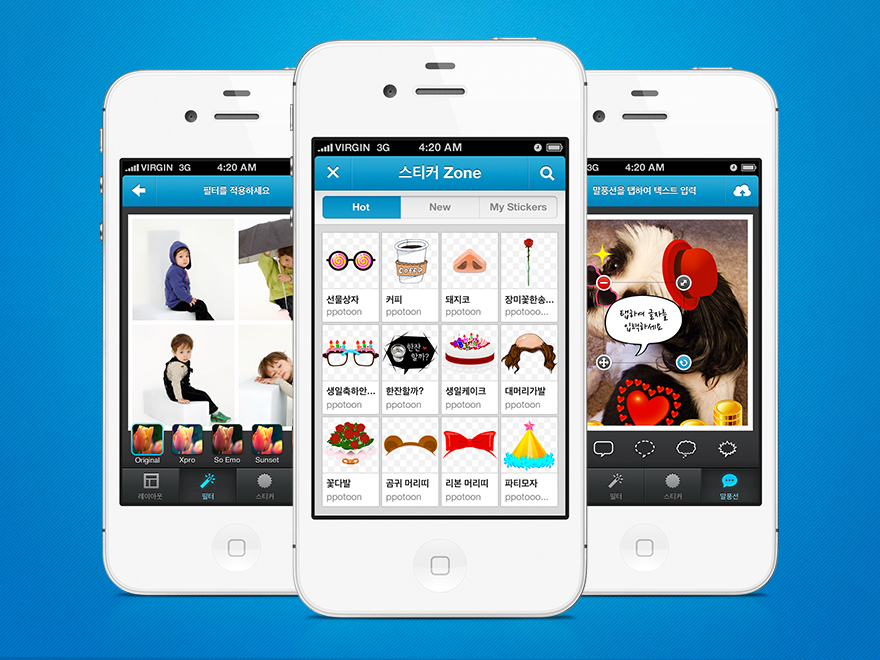 VIRGIN 3G 4:20 AM
필터를 적용하세요
Original
Xpro
So Emo
Sunset
레이아웃
필터
스티커
VIRGIN 3G 4:20 AM
스티커 Zone
Hot
New
My Stickers
선물상자
ppotoon
커피
ppotoon
돼지코
ppotoon
장미꽃한송...
ppotooo...
COFFEE
한잔
할까?
생일축하안...
ppotoon
한잔할까?
ppotoon
생일케이크
ppotoon
대머리가발
ppotoon
꽃다발
ppotoon
곰귀 머리띠
ppotoon
리본 머리띠
ppotoon
파티모자
ppotooo...
3G 4:20 AM
말풍선을 탭하여 텍스트 입력
탭하여 글자를
입력하세요
필터
스티커
말풍선